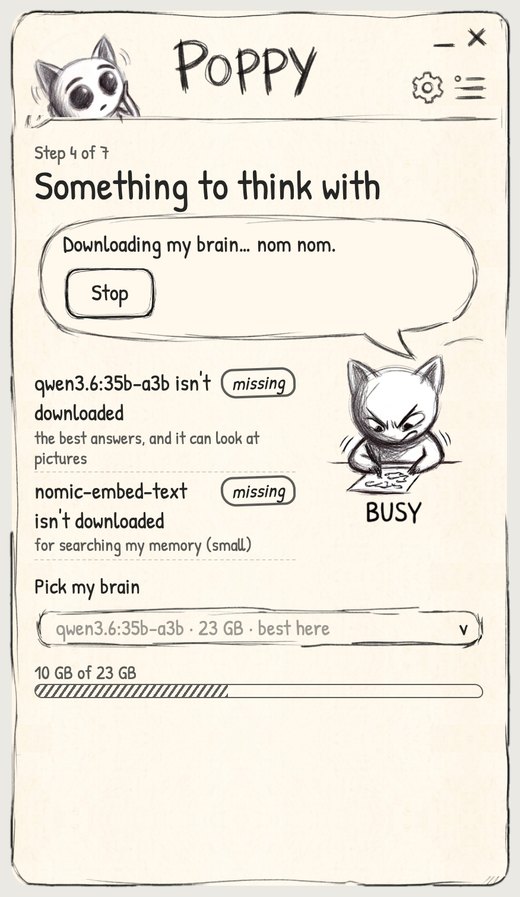 POPPY
Step 4 of 7
Something to think with
Downloading my brain... nom nom.
Stop
qwen3.6:35b-a3b isn't
downloaded
missing
the best answers, and it can look at
pictures
nomic-embed-text
isn't downloaded
missing
for searching my memory (small)
BUSY
Pick my brain
qwen3.6:35b-a3b · 23 GB · best here
10 GB of 23 GB